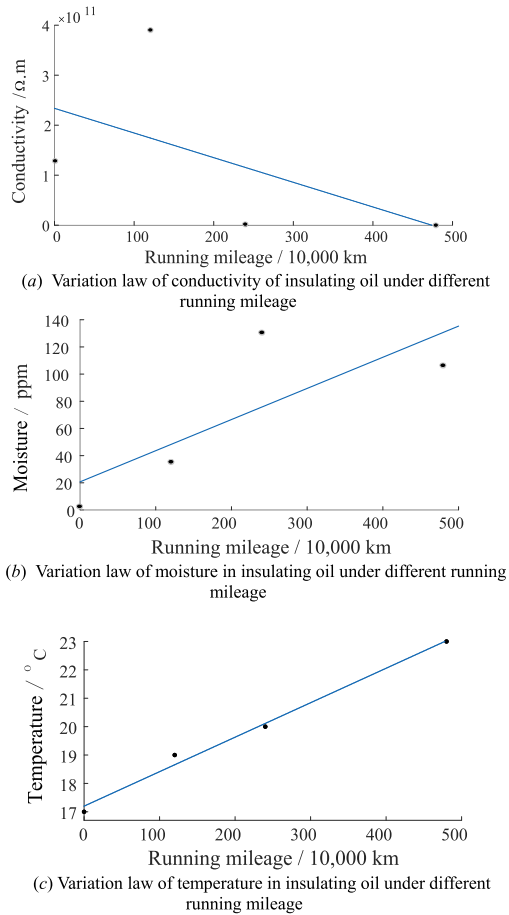 ×10 11
4
3
2
1
0
Conductivity /Ω.m
0 100 200 300 400 500
Running mileage / 10,000 km
(a) Variation law of conductivity of insulating oil under different
running mileage
140
120
100
80
60
40
20
0
Moisture / ppm
0 100 200 300 400 500
Running mileage / 10,000 km
(b) Variation law of moisture in insulating oil under different running
mileage
23
22
21
20
19
18
17
Temperature / °C
0 100 200 300 400 500
Running mileage / 10,000 km
(c) Variation law of temperature in insulating oil under different
running mileage